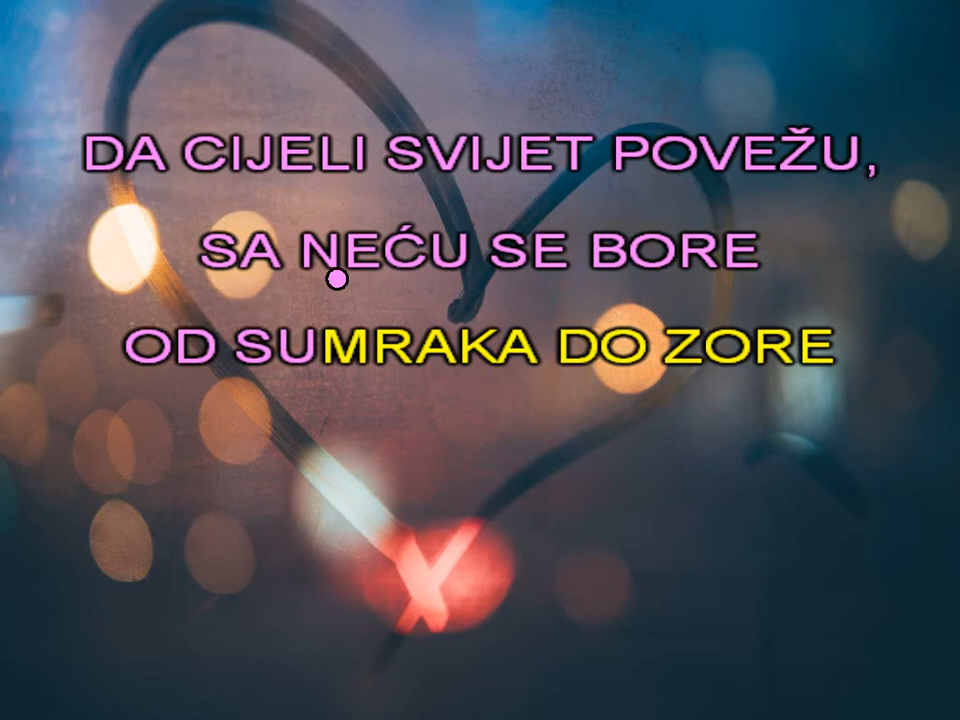 DA CIJELI SVIJET POVEŽU,
SA NEĆU SE BORE
OD SUMRAKA DO ZORE